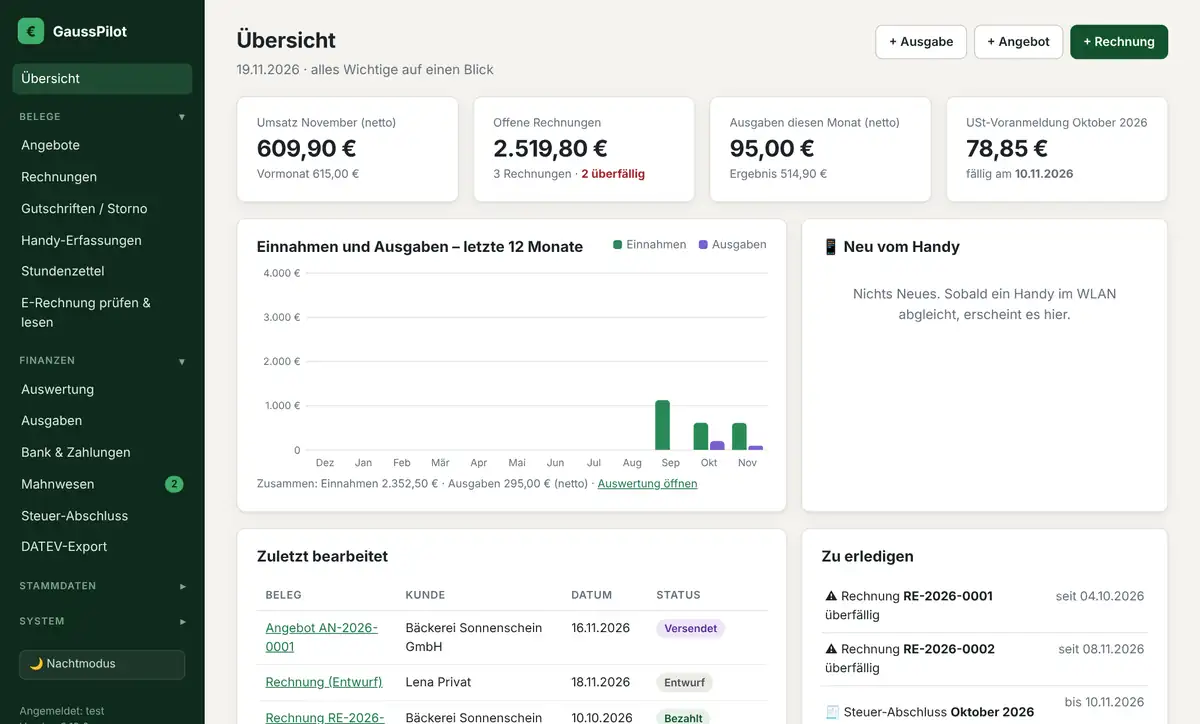 € GaussPilot
Übersicht
BELEGE ▼
Angebote
Rechnungen
Gutschriften / Storno
Handy-Erfassungen
Stundenzettel
E-Rechnung prüfen &
lesen
FINANZEN ▼
Auswertung
Ausgaben
Bank & Zahlungen
Mahnwesen 2
Steuer-Abschluss
DATEV-Export
STAMMDATEN ►
SYSTEM ►
🌙 Nachtmodus
Angemeldet: test
Übersicht
19.11.2026 · alles Wichtige auf einen Blick
+ Ausgabe
+ Angebot
+ Rechnung
Umsatz November (netto)
609,90 €
Vormonat 615,00 €
Offene Rechnungen
2.519,80 €
3 Rechnungen · 2 überfällig
Ausgaben diesen Monat (netto)
95,00 €
Ergebnis 514,90 €
USt-Voranmeldung Oktober 2026
78,85 €
fällig am 10.11.2026
Einnahmen und Ausgaben – letzte 12 Monate
Einnahmen Ausgaben
4.000 €
3.000 €
2.000 €
1.000 €
0
Dez Jan Feb Mär Apr Mai Jun Jul Aug Sep Okt Nov
Zusammen: Einnahmen 2.352,50 € · Ausgaben 295,00 € (netto) · Auswertung öffnen
📱 Neu vom Handy
Nichts Neues. Sobald ein Handy im WLAN
abgleicht, erscheint es hier.
Zuletzt bearbeitet
BELEG KUNDE DATUM STATUS
Angebot AN-2026-0001 Bäckerei Sonnenschein GmbH 16.11.2026 Versendet
Rechnung (Entwurf) Lena Privat 18.11.2026 Entwurf
Rechnung RE-2026- Bäckerei Sonnenschein 10.10.2026 Bezahlt
Zu erledigen
⚠ Rechnung RE-2026-0001 seit 04.10.2026
überfällig
⚠ Rechnung RE-2026-0002 seit 08.11.2026
überfällig
🧾 Steuer-Abschluss Oktober 2026 bis 10.11.2026